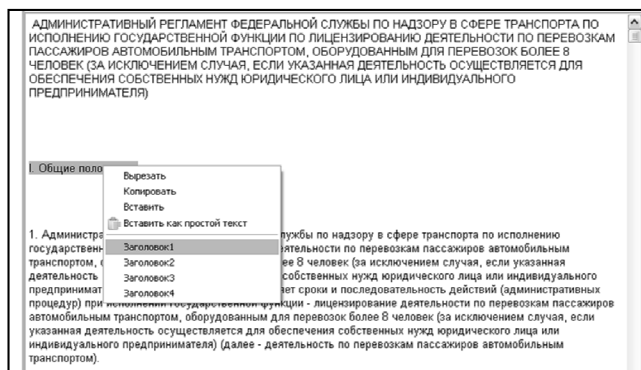 АДМИНИСТРАТИВНЫЙ РЕГЛАМЕНТ ФЕДЕРАЛЬНОЙ СЛУЖБЫ ПО НАДЗОРУ В СФЕРЕ ТРАНСПОРТА ПО
ИСПОЛНЕНИЮ ГОСУДАРСТВЕННОЙ ФУНКЦИИ ПО ЛИЦЕНЗИРОВАНИЮ ДЕЯТЕЛЬНОСТИ ПО ПЕРЕВОЗКАМ
ПАССАЖИРОВ АВТОМОБИЛЬНЫМ ТРАНСПОРТОМ, ОБОРУДОВАННЫМ ДЛЯ ПЕРЕВОЗОК БОЛЕЕ 8
ЧЕЛОВЕК (ЗА ИСКЛЮЧЕНИЕМ СЛУЧАЯ, ЕСЛИ УКАЗАННАЯ ДЕЯТЕЛЬНОСТЬ ОСУЩЕСТВЛЯЕТСЯ ДЛЯ
ОБЕСПЕЧЕНИЯ СОБСТВЕННЫХ НУЖД ЮРИДИЧЕСКОГО ЛИЦА ИЛИ ИНДИВИДУАЛЬНОГО
ПРЕДПРИНИМАТЕЛЯ)
I. Общие поло
Вырезать
Копировать
Вставить
Вставить как простой текст
Заголовок1
Заголовок2
Заголовок3
Заголовок4
1. Администра лужбы по надзору в сфере транспорта по исполнению
государствен ятельности по перевозкам пассажиров автомобильным
транспортом, о ее 8 человек (за исключением случая, если указанная
деятельность собственных нужд юридического лица или индивидуального
предпринимат ет сроки и последовательность действий (административных
процедур) при исполнении государственной функции - лицензирование деятельности по перевозкам пассажиров
автомобильным транспортом, оборудованным для перевозок более 8 человек (за исключением случая, если
указанная деятельность осуществляется для обеспечения собственных нужд юридического лица или
индивидуального предпринимателя) (далее - деятельность по перевозкам пассажиров автомобильным
транспортом).